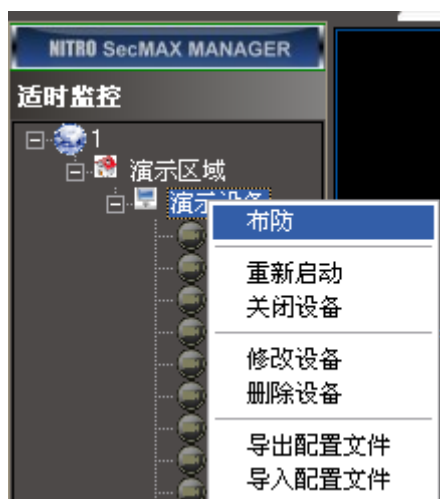 NITRO SecMAX MANAGER
适时监控
1
演示区域
演示设备
布防
重新启动
关闭设备
修改设备
删除设备
导出配置文件
导入配置文件